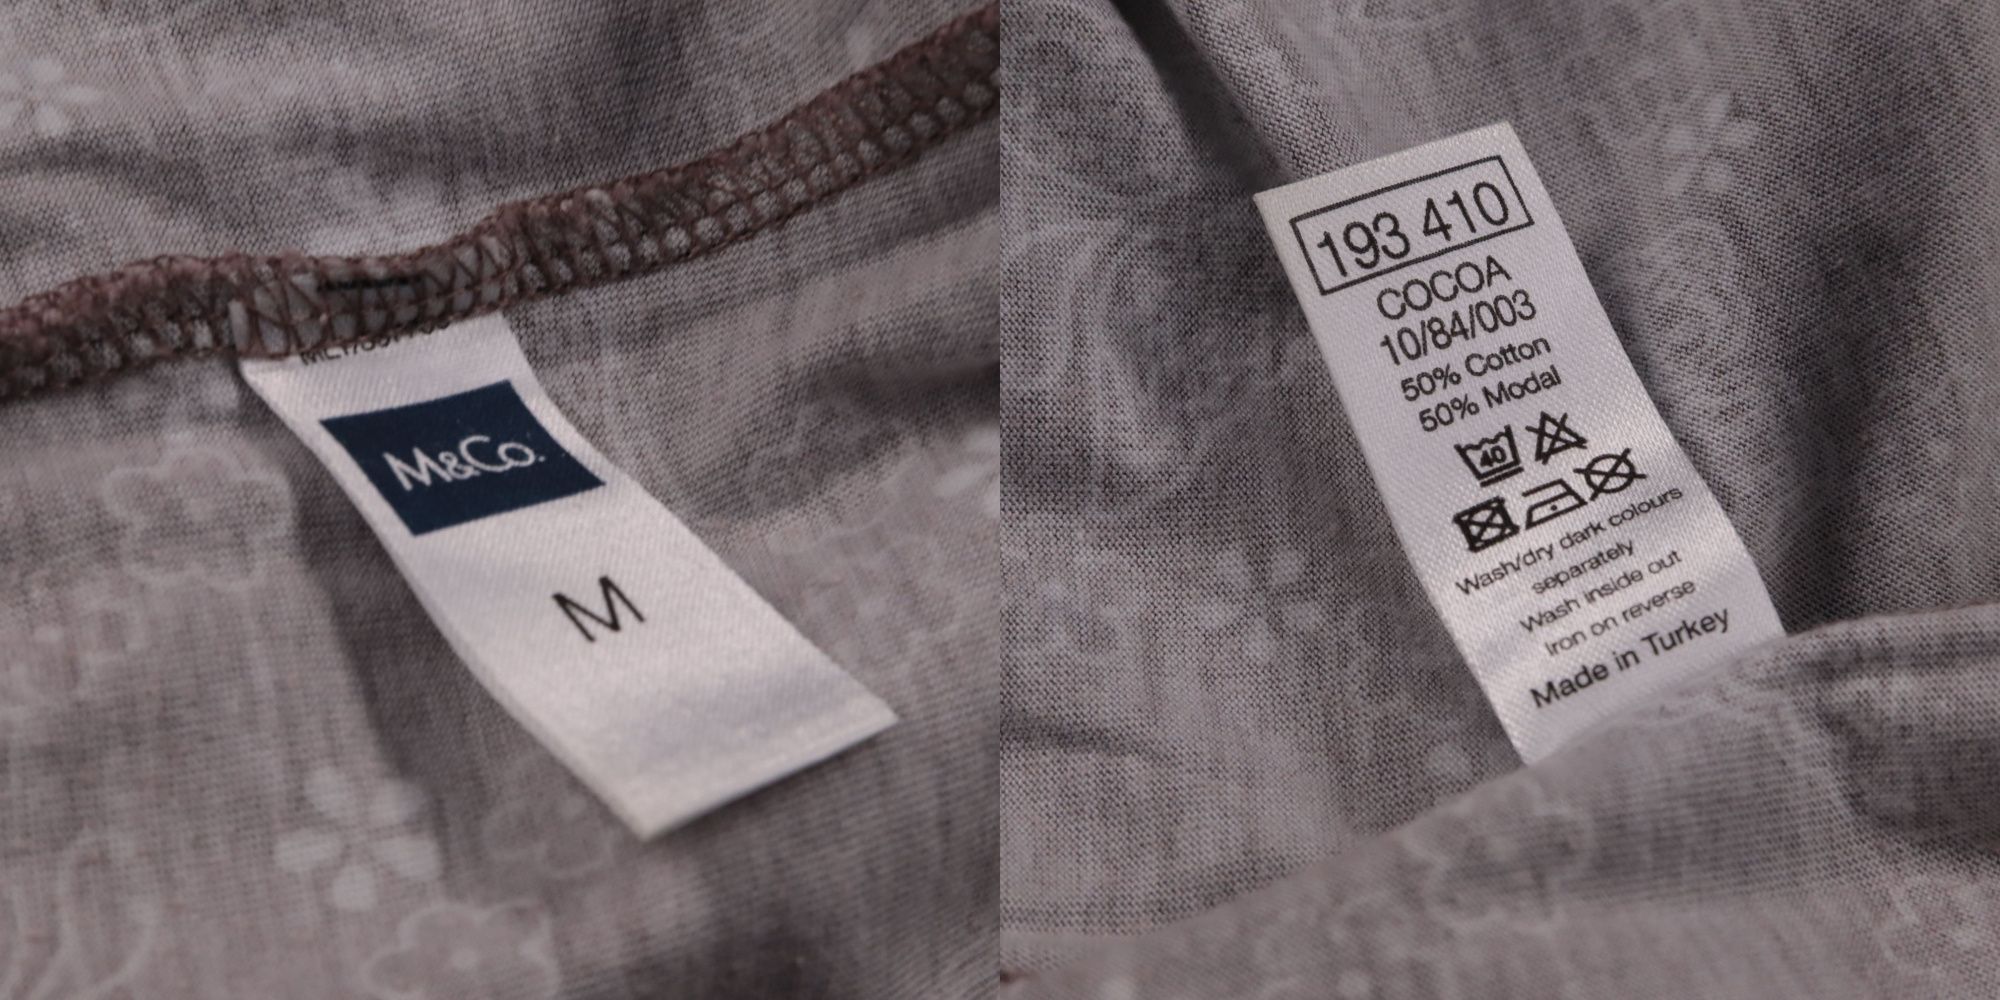 M&Co.
M
193 410
COCOA
10/84/003
50% Cotton
50% Modal
40
Wash/dry dark colours
separately
Wash inside out
Iron on reverse
Made in Turkey